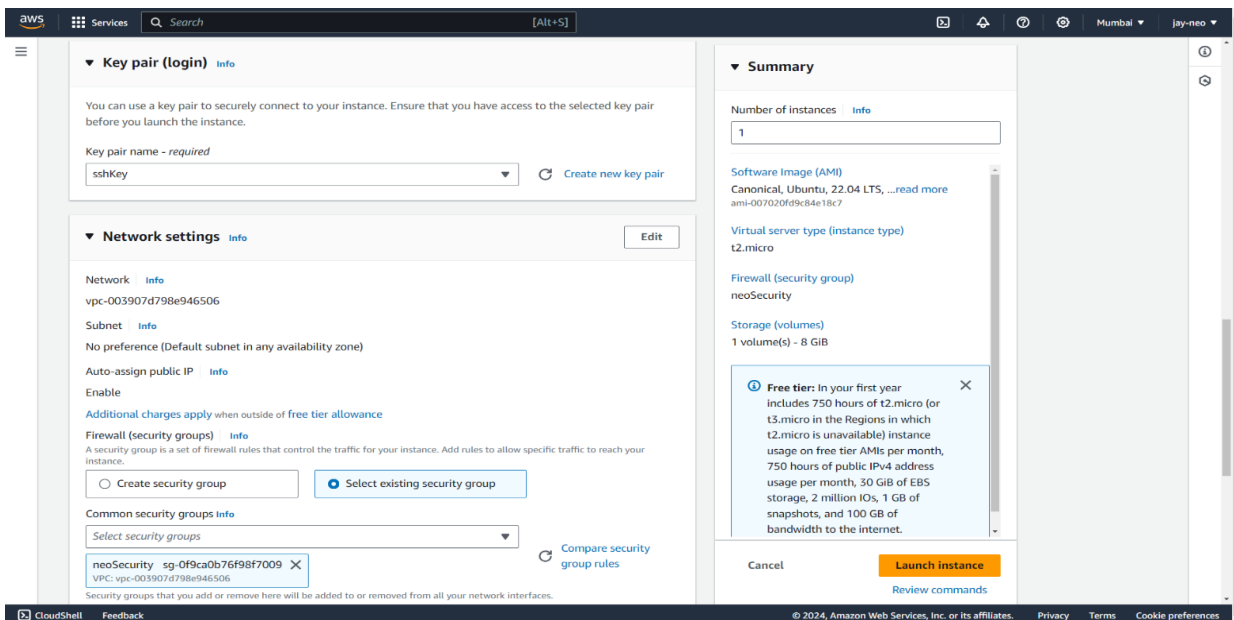 aws
Services
Search
[Alt+S]
Mumbai
jay-neo
Key pair (login) Info
You can use a key pair to securely connect to your instance. Ensure that you have access to the selected key pair
before you launch the instance.
Key pair name - required
sshKey
Create new key pair
Network settings Info
Edit
Network Info
vpc-003907d798e946506
Subnet Info
No preference (Default subnet in any availability zone)
Auto-assign public IP Info
Enable
Additional charges apply when outside of free tier allowance
Firewall (security groups) Info
A security group is a set of firewall rules that control the traffic for your instance. Add rules to allow specific traffic to reach your
instance.
Create security group
Select existing security group
Common security groups Info
Select security groups
neoSecurity sg-0f9ca0b76f98f7009
VPC: vpc-003907d798e946506
Compare security
group rules
Security groups that you add or remove here will be added to or removed from all your network interfaces.
Summary
Number of instances Info
1
Software Image (AMI)
Canonical, Ubuntu, 22.04 LTS, ...read more
ami-007020fd9c84e18c7
Virtual server type (instance type)
t2.micro
Firewall (security group)
neoSecurity
Storage (volumes)
1 volume(s) - 8 GiB
Free tier: In your first year
includes 750 hours of t2.micro (or
t3.micro in the Regions in which
t2.micro is unavailable) instance
usage on free tier AMIs per month,
750 hours of public IPv4 address
usage per month, 30 GiB of EBS
storage, 2 million IOs, 1 GB of
snapshots, and 100 GB of
bandwidth to the internet.
Cancel
Launch instance
Review commands
CloudShell
Feedback
© 2024, Amazon Web Services, Inc. or its affiliates.
Privacy
Terms
Cookie preferences